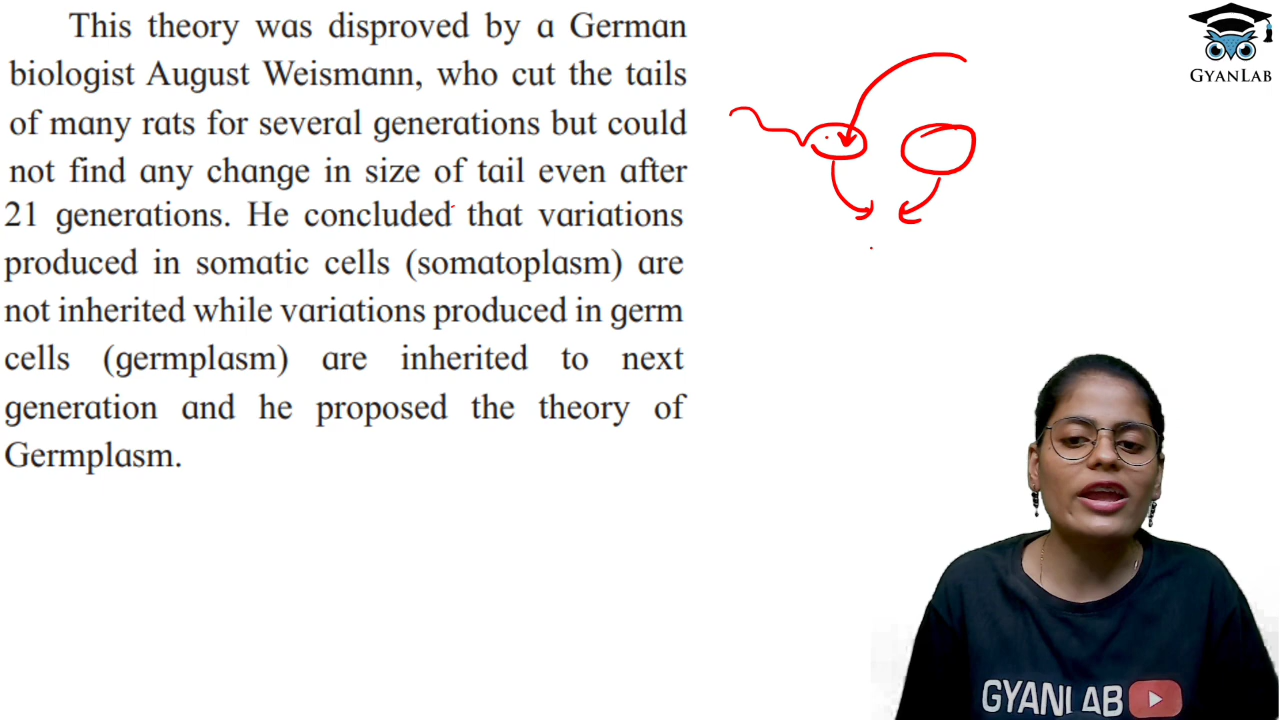 This theory was disproved by a German
biologist August Weismann, who cut the tails
of many rats for several generations but could
not find any change in size of tail even after
21 generations. He concluded that variations
produced in somatic cells (somatoplasm) are
not inherited while variations produced in germ
cells (germplasm) are inherited to next
generation and he proposed the theory of
Germplasm.
GYANLAB
GYANLAB